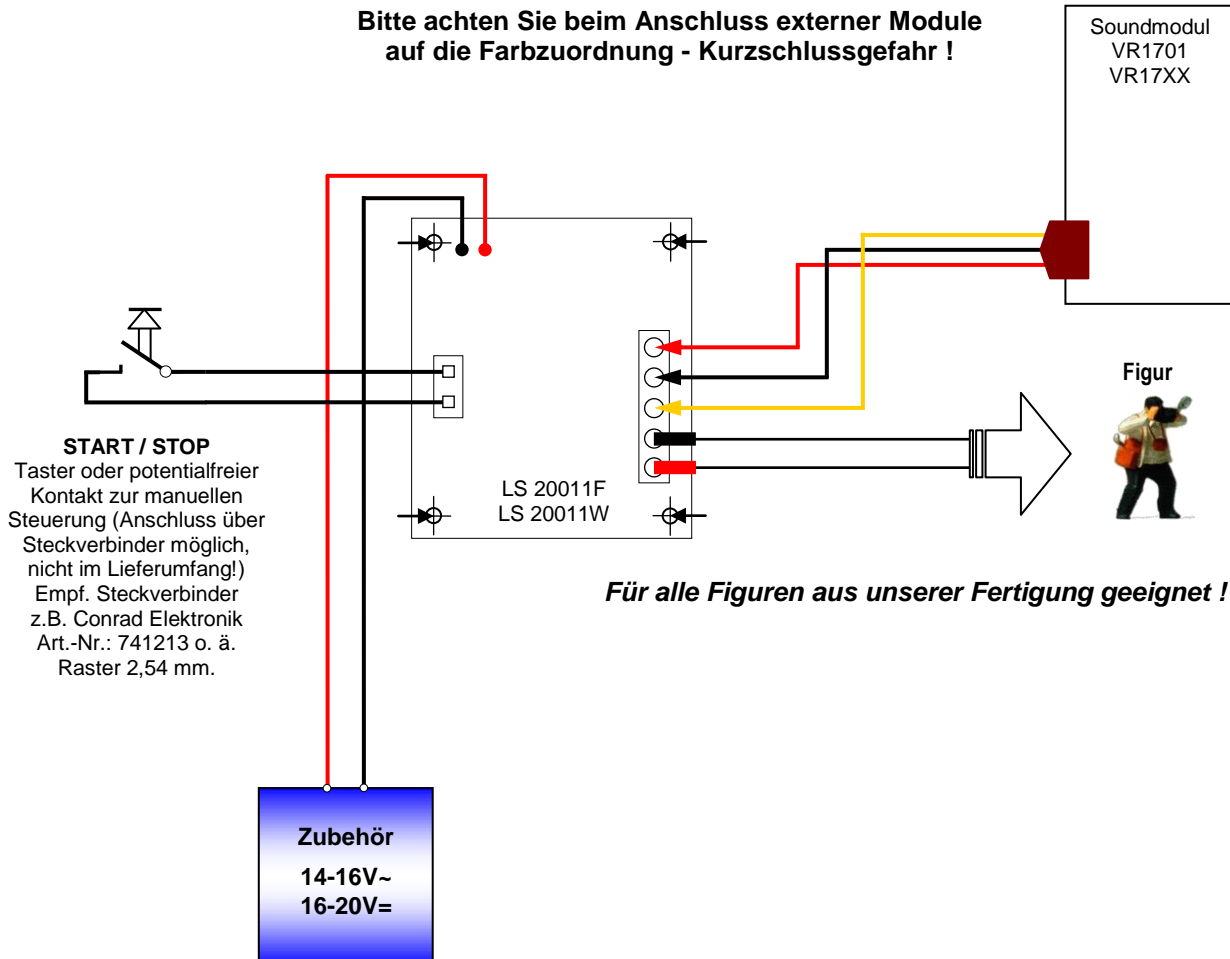 Bitte achten Sie beim Anschluss externer Module
auf die Farbzuordnung - Kurzschlussgefahr !
Soundmodul
VR1701
VR17XX
Figur
START / STOP
Taster oder potentialfreier
Kontakt zur manuellen
Steuerung (Anschluss über
Steckverbinder möglich,
nicht im Lieferumfang!)
Empf. Steckverbinder
z.B. Conrad Elektronik
Art.-Nr.: 741213 o. ä.
Raster 2,54 mm.
LS 20011F
LS 20011W
Für alle Figuren aus unserer Fertigung geeignet !
Zubehör
14-16V~
16-20V=